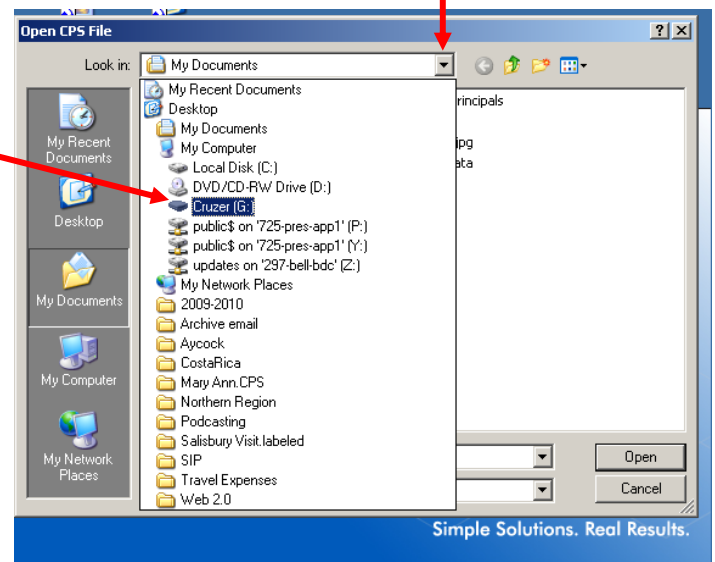 Open CPS File
Look in: My Documents
My Recent Documents
Desktop
My Documents
My Computer
Local Disk (C:)
DVD/CD-RW Drive (D:)
Cruzer (G:)
public$ on '725-pres-app1' (P:)
public$ on '725-pres-app1' (Y:)
updates on '297-bell-bdc' (Z:)
My Network Places
2009-2010
Archive email
Aycock
CostaRica
Mary Ann.CPS
Northern Region
Podcasting
Salisbury Visit.labeled
SIP
Travel Expenses
Web 2.0
rincipals
jpg
ata
My Recent
Documents
Desktop
My Documents
My Computer
My Network
Places
Open
Cancel
Simple Solutions. Real Results.